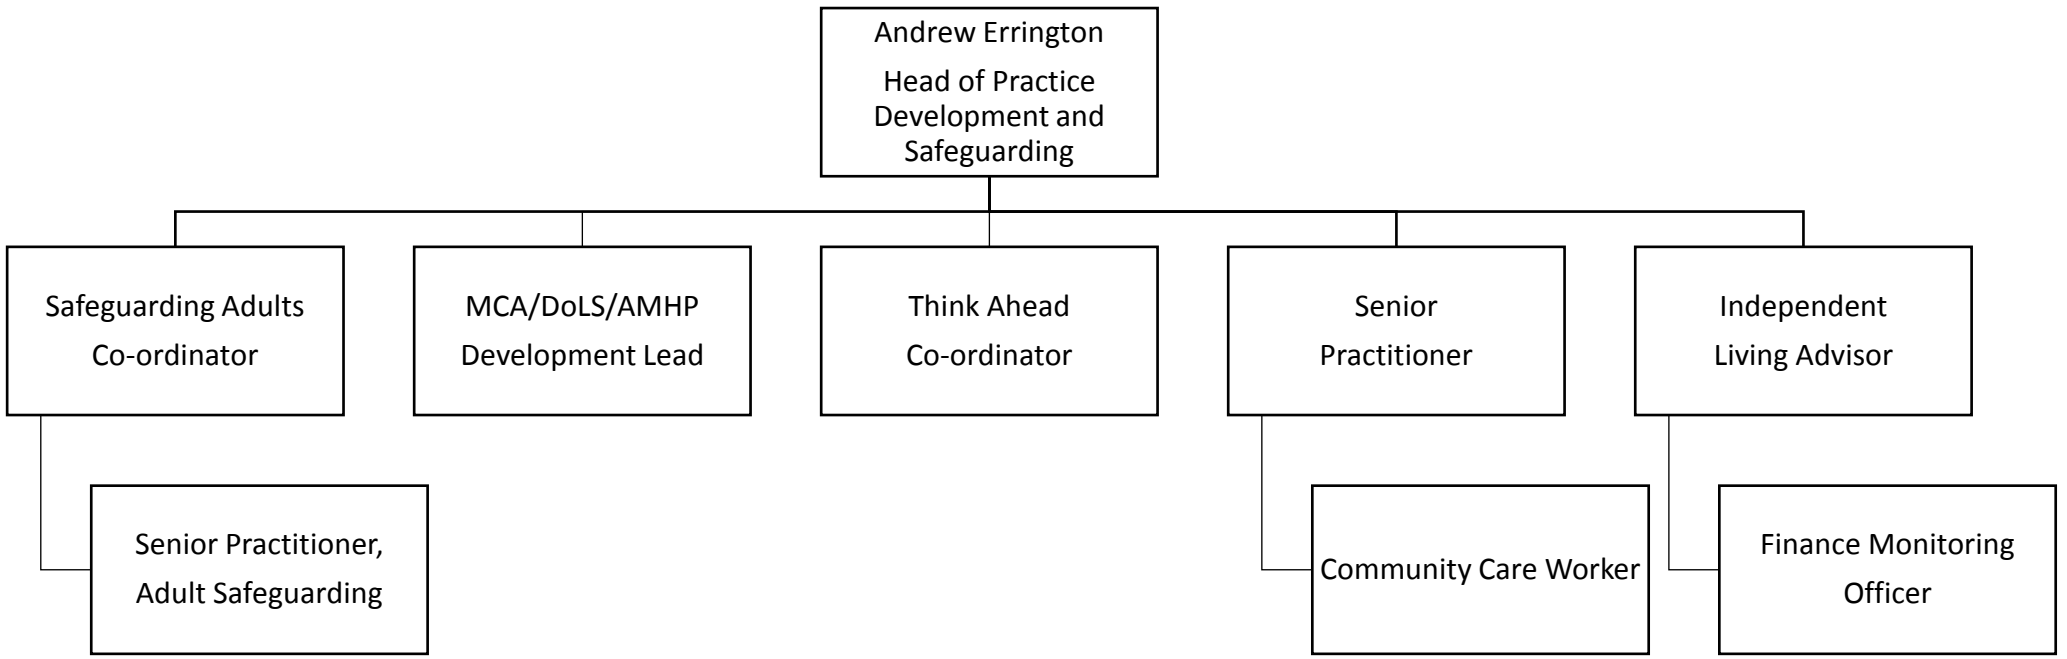 Andrew Errington
Head of Practice
Development and
Safeguarding
Safeguarding Adults
Co-ordinator
MCA/DoLS/AMHP
Development Lead
Think Ahead
Co-ordinator
Senior
Practitioner
Independent
Living Advisor
Senior Practitioner,
Adult Safeguarding
Community Care Worker
Finance Monitoring
Officer